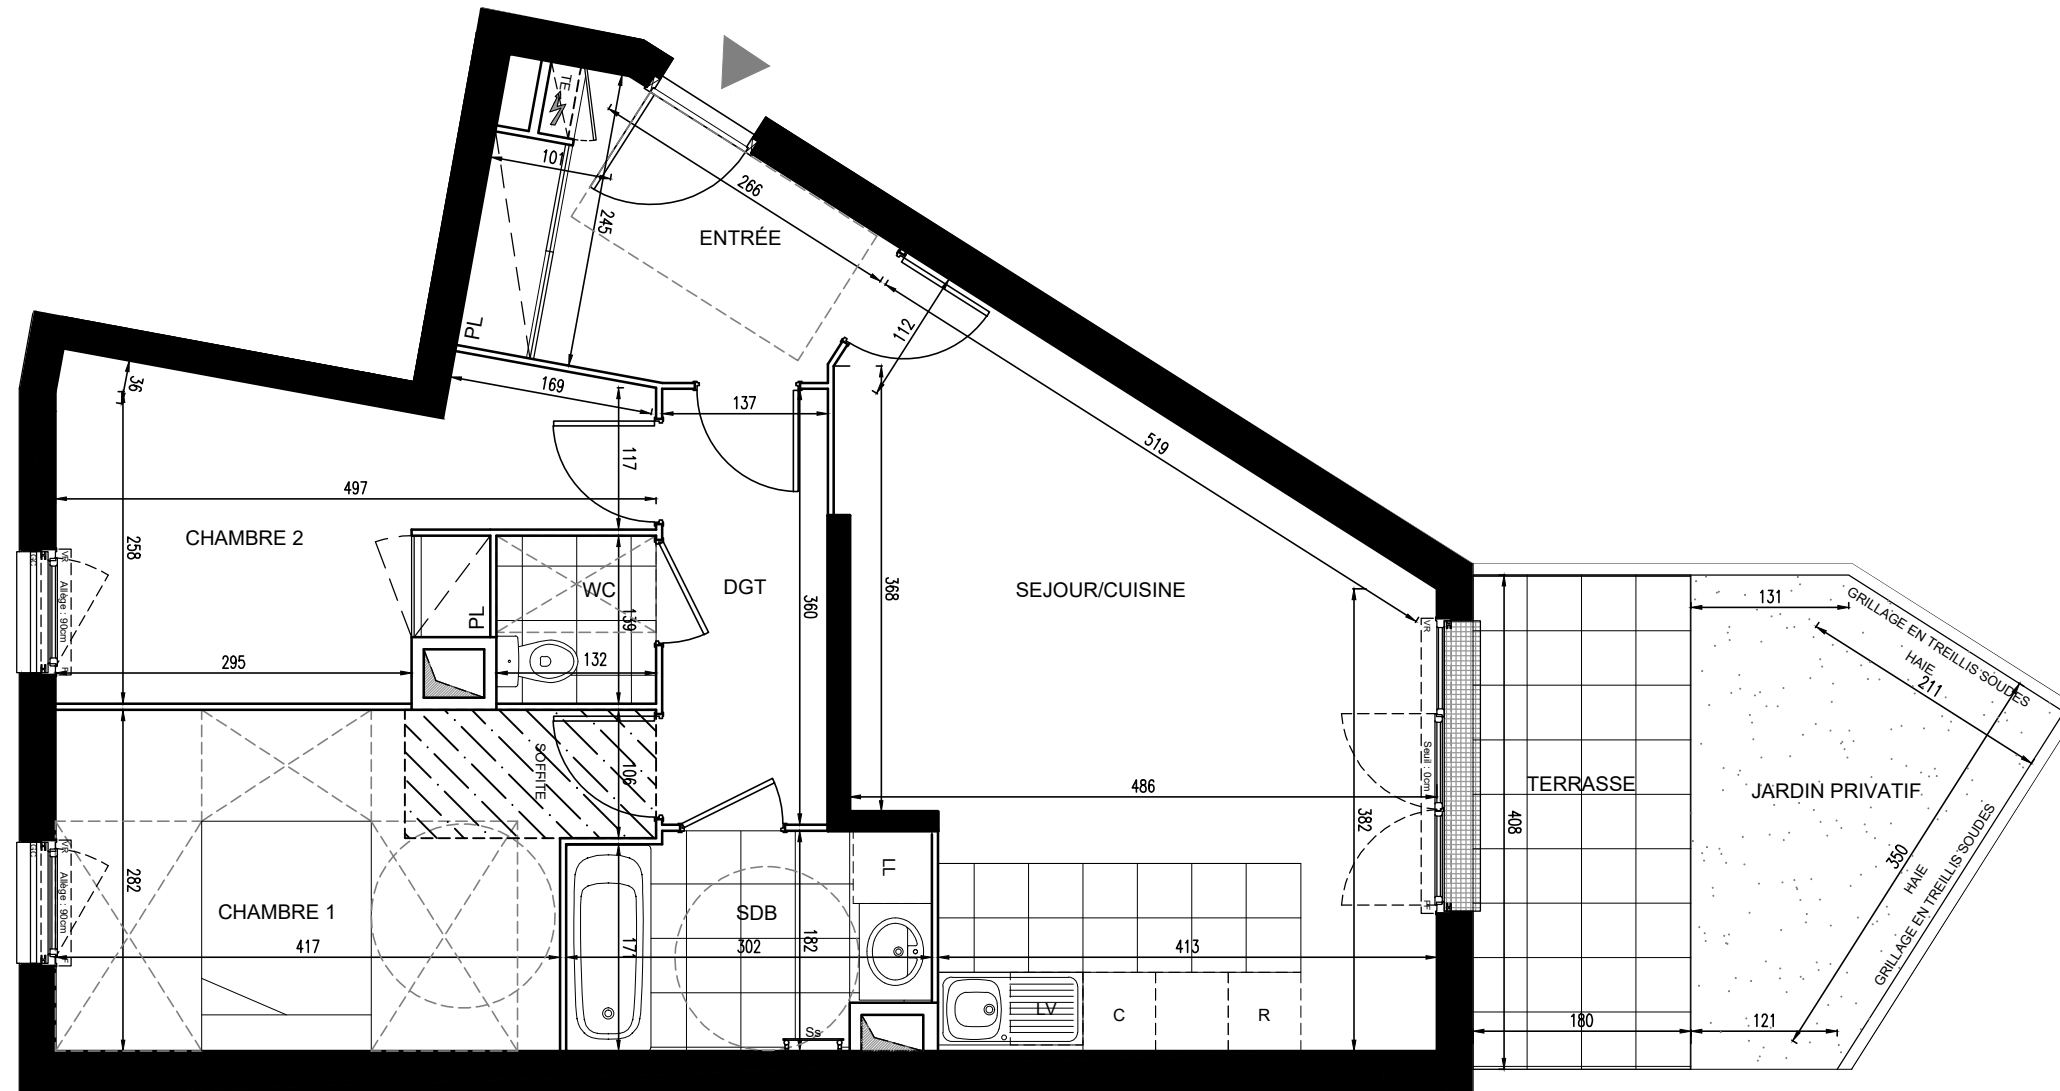 TE
101
266
245
ENTRÉE
PL
112
36
169
137
519
117
497
258
CHAMBRE 2
VR
Allège : 90cm
WC
DGT
SEJOUR/CUISINE
139
360
368
PL
295
132
131
GRILLAGE EN TREILLIS SOUDES
HAIE
211
VR
SOFFITE
106
Seuil : 0cm
486
382
TERRASSE
408
JARDIN PRIVATIF
350
HAIE
GRILLAGE EN TREILLIS SOUDES
VR
Allège : 90cm
282
CHAMBRE 1
417
LL
SDB
171
302
182
413
Ss
LV
C
R
180
121